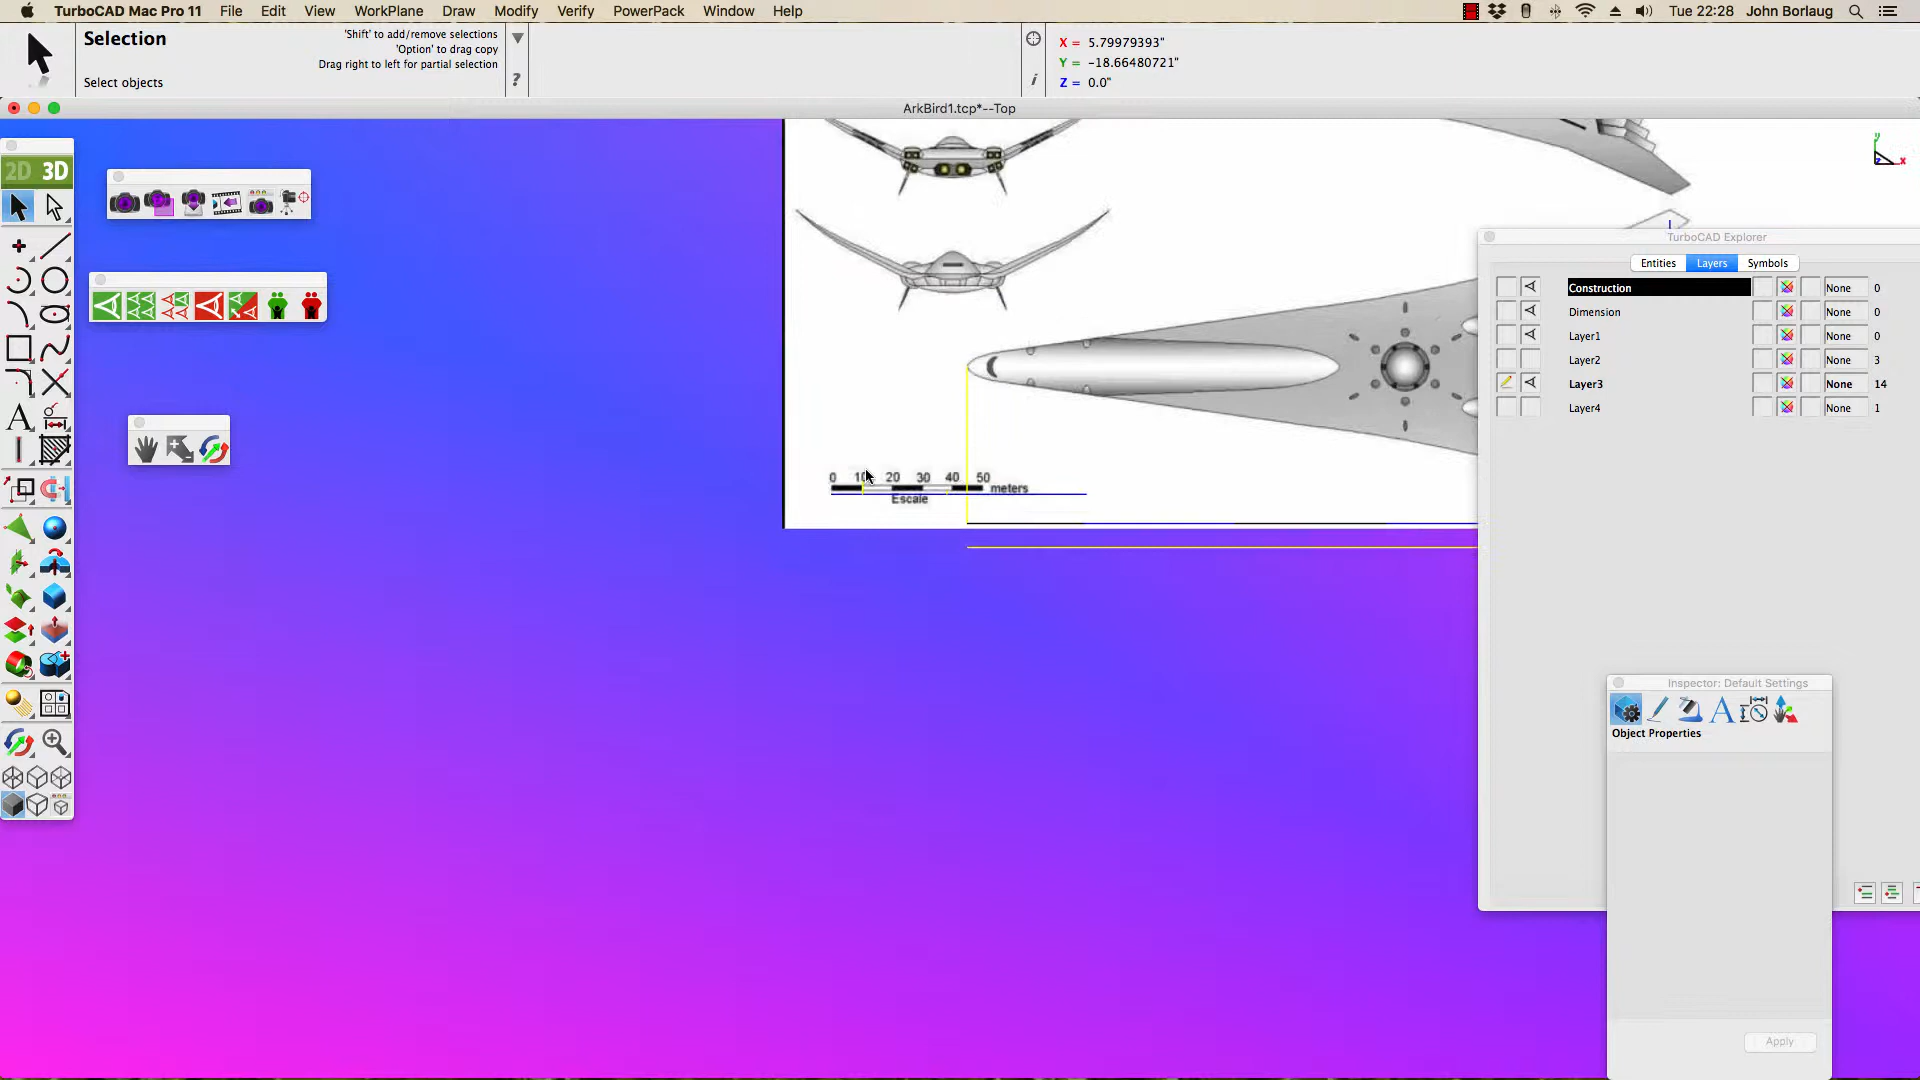 TurboCAD Mac Pro 11 File Edit View WorkPlane Draw Modify Verify PowerPack Window Help Tue 22:28 John Borlaug
Selection
'Shift' to add/remove selections
'Option' to drag copy
Drag right to left for partial selection
Select objects
?
i
X = 5.79979393"
Y = -18.66480721"
Z = 0.0"
ArkBird1.tcp*--Top
2D 3D
A
y
x
0 10 20 30 40 50
meters
Escale
TurboCAD Explorer
Entities Layers Symbols
Construction None 0
Dimension None 0
Layer1 None 0
Layer2 None 3
Layer3 None 14
Layer4 None 1
Inspector: Default Settings
A
Object Properties
Apply